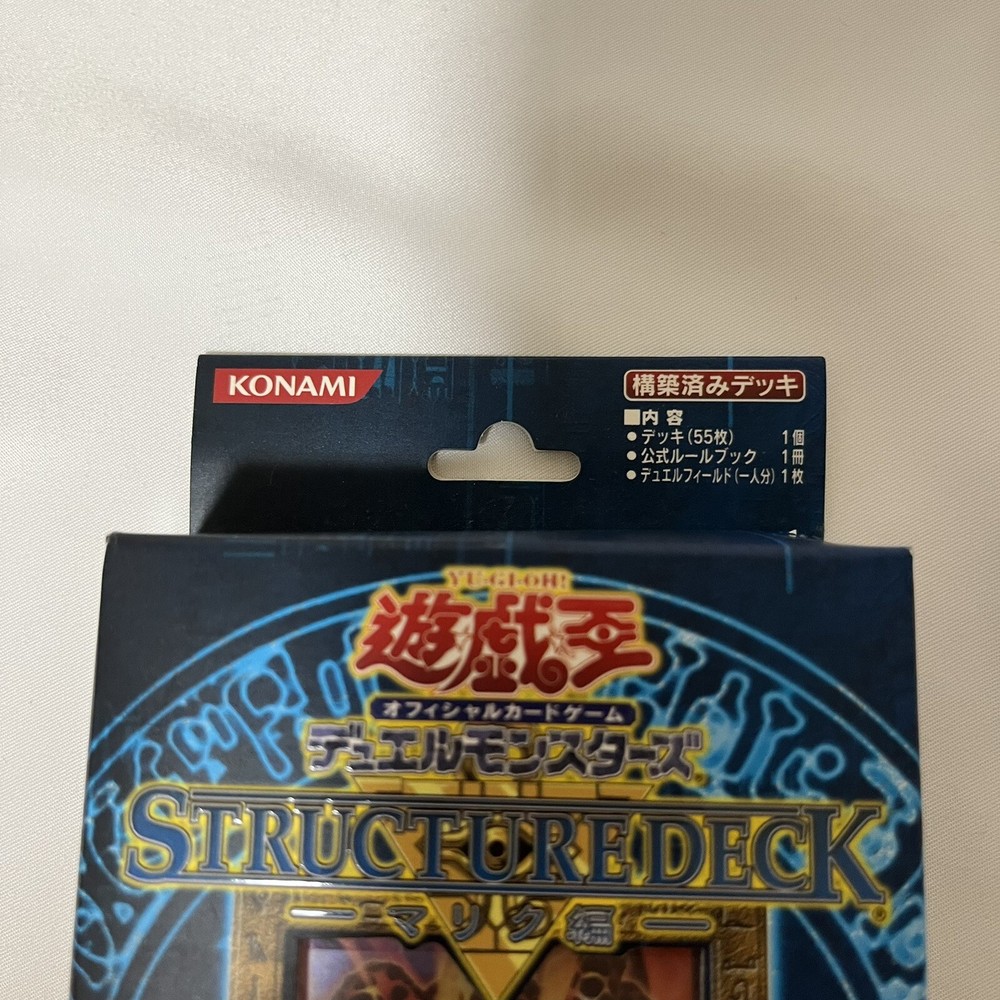 KONAMI
構築済みデッキ
■内容
●デッキ(55枚) 1個
●公式ルールブック 1冊
●デュエルフィールド(一人分) 1枚
YU-GI-OH!
遊戯王
オフィシャルカードゲーム
デュエルモンスターズ
STRUCTURE DECK®
マリク編